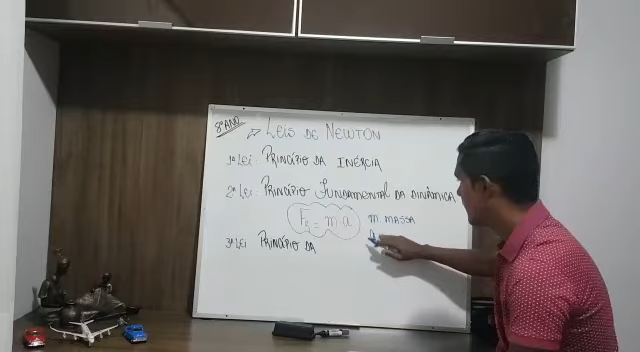 8º ANO
LEIS DE NEWTON
1ª LEI: PRINCÍPIO DA INÉRCIA
2ª LEI: PRINCÍPIO FUNDAMENTAL DA DINÂMICA
FR = m.a
m: MASSA
3ª LEI PRINCÍPIO DA